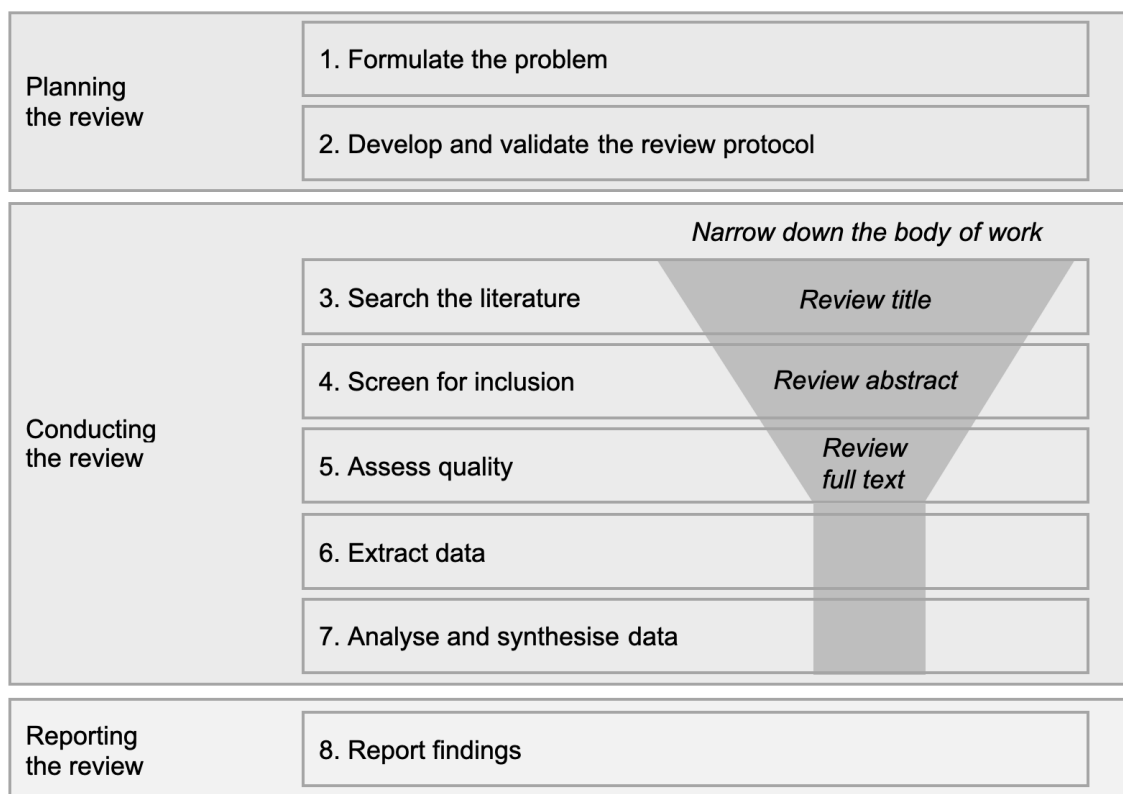 Planning
the review
1. Formulate the problem
2. Develop and validate the review protocol
Conducting
the review
Narrow down the body of work
3. Search the literature
Review title
4. Screen for inclusion
Review abstract
5. Assess quality
Review
full text
6. Extract data
7. Analyse and synthesise data
Reporting
the review
8. Report findings